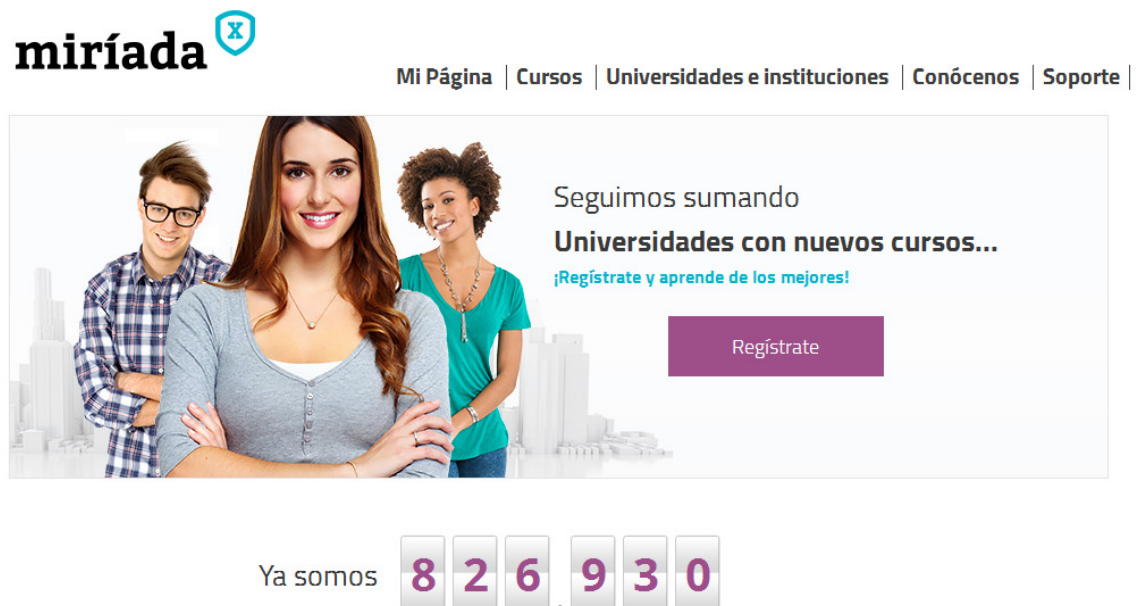 miríada x
Mi Página | Cursos | Universidades e instituciones | Conócenos | Soporte |
Seguimos sumando
Universidades con nuevos cursos...
¡Regístrate y aprende de los mejores!
Regístrate
Ya somos 826.930